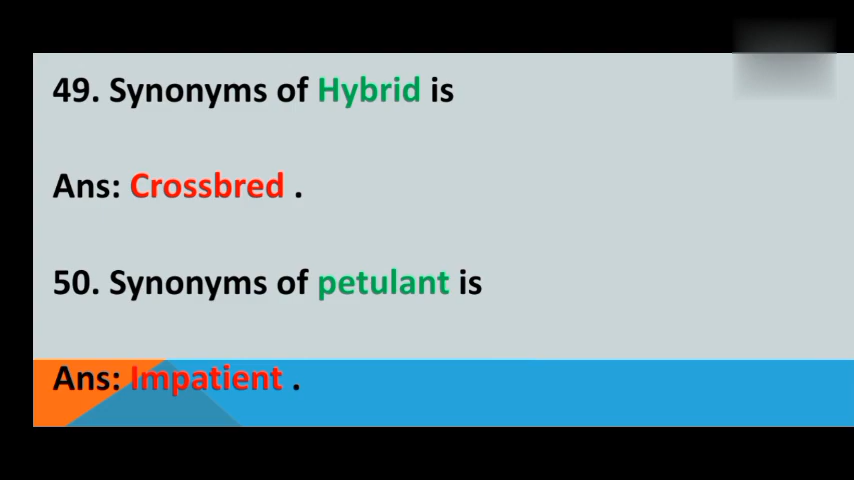 49. Synonyms of Hybrid is
Ans: Crossbred .
50. Synonyms of petulant is
Ans: Impatient .